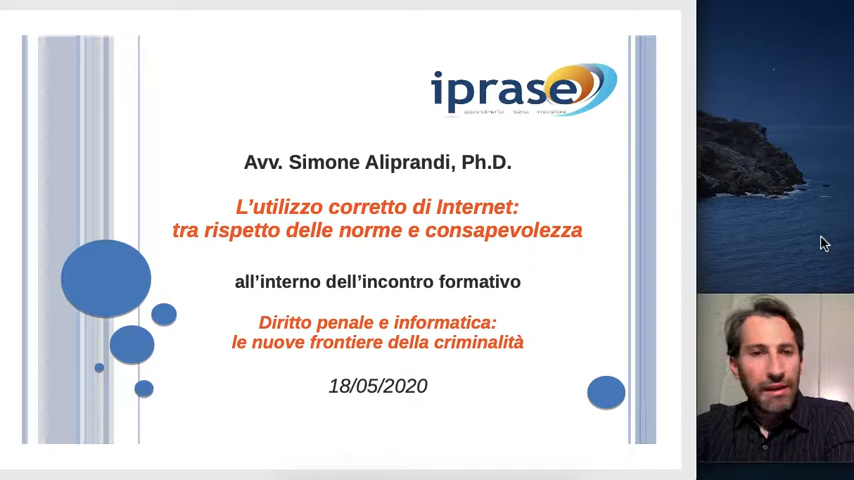 iprase
Avv. Simone Aliprandi, Ph.D.
L’utilizzo corretto di Internet:
tra rispetto delle norme e consapevolezza
all’interno dell’incontro formativo
Diritto penale e informatica:
le nuove frontiere della criminalità
18/05/2020